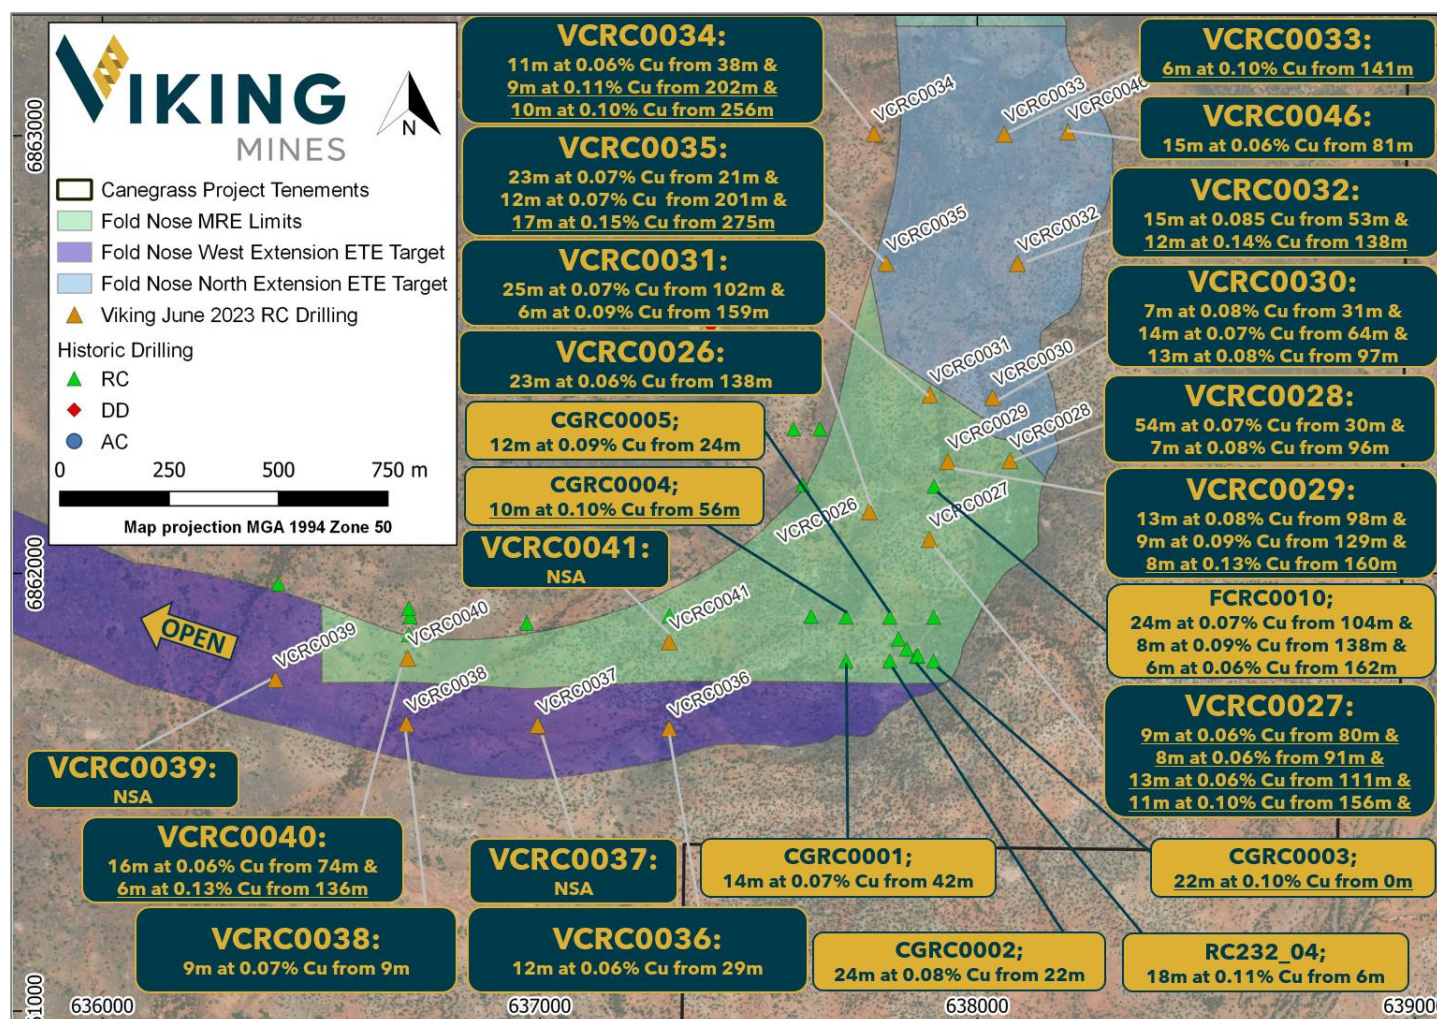 VIKING
MINES
N
Canegrass Project Tenements
Fold Nose MRE Limits
Fold Nose West Extension ETE Target
Fold Nose North Extension ETE Target
Viking June 2023 RC Drilling
Historic Drilling
RC
DD
AC
0 250 500 750 m
Map projection MGA 1994 Zone 50
VCRC0034:
11m at 0.06% Cu from 38m &
9m at 0.11% Cu from 202m &
10m at 0.10% Cu from 256m
VCRC0035:
23m at 0.07% Cu from 21m &
12m at 0.07% Cu from 201m &
17m at 0.15% Cu from 275m
VCRC0031:
25m at 0.07% Cu from 102m &
6m at 0.09% Cu from 159m
VCRC0026:
23m at 0.06% Cu from 138m
CGRC0005;
12m at 0.09% Cu from 24m
CGRC0004;
10m at 0.10% Cu from 56m
VCRC0041:
NSA
VCRC0033:
6m at 0.10% Cu from 141m
VCRC0046:
15m at 0.06% Cu from 81m
VCRC0032:
15m at 0.085 Cu from 53m &
12m at 0.14% Cu from 138m
VCRC0030:
7m at 0.08% Cu from 31m &
14m at 0.07% Cu from 64m &
13m at 0.08% Cu from 97m
VCRC0028:
54m at 0.07% Cu from 30m &
7m at 0.08% Cu from 96m
VCRC0029:
13m at 0.08% Cu from 98m &
9m at 0.09% Cu from 129m &
8m at 0.13% Cu from 160m
FCRC0010;
24m at 0.07% Cu from 104m &
8m at 0.09% Cu from 138m &
6m at 0.06% Cu from 162m
VCRC0027:
9m at 0.06% Cu from 80m &
8m at 0.06% from 91m &
13m at 0.06% Cu from 111m &
11m at 0.10% Cu from 156m &
VCRC0034
VCRC0033
VCRC0046
VCRC0035
VCRC0032
VCRC0031
VCRC0030
VCRC0029
VCRC0028
VCRC0026
VCRC0027
VCRC0041
VCRC0040
VCRC0039
VCRC0038
VCRC0037
VCRC0036
OPEN
VCRC0039:
NSA
VCRC0040:
16m at 0.06% Cu from 74m &
6m at 0.13% Cu from 136m
VCRC0038:
9m at 0.07% Cu from 9m
VCRC0037:
NSA
VCRC0036:
12m at 0.06% Cu from 29m
CGRC0001;
14m at 0.07% Cu from 42m
CGRC0003;
22m at 0.10% Cu from 0m
CGRC0002;
24m at 0.08% Cu from 22m
RC232_04;
18m at 0.11% Cu from 6m
6863000
6862000
636000
637000
638000